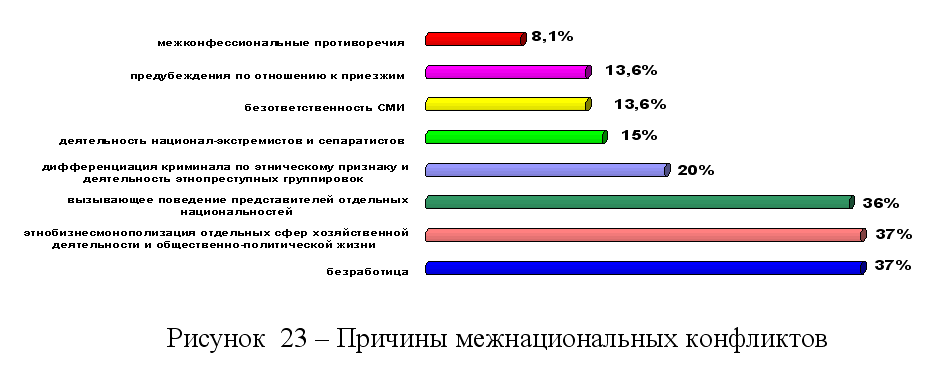 межконфессиональные противоречия 8,1%
предубеждения по отношению к приезжим 13,6%
безответственность СМИ 13,6%
деятельность национал-экстремистов и сепаратистов 15%
дифференциация криминала по этническому признаку и
деятельность этнопреступных группировок 20%
вызывающее поведение представителей отдельных
национальностей 36%
этнобизнесмонополизация отдельных сфер хозяйственной
деятельности и общественно-политической жизни 37%
безработица 37%
Рисунок 23 – Причины межнациональных конфликтов